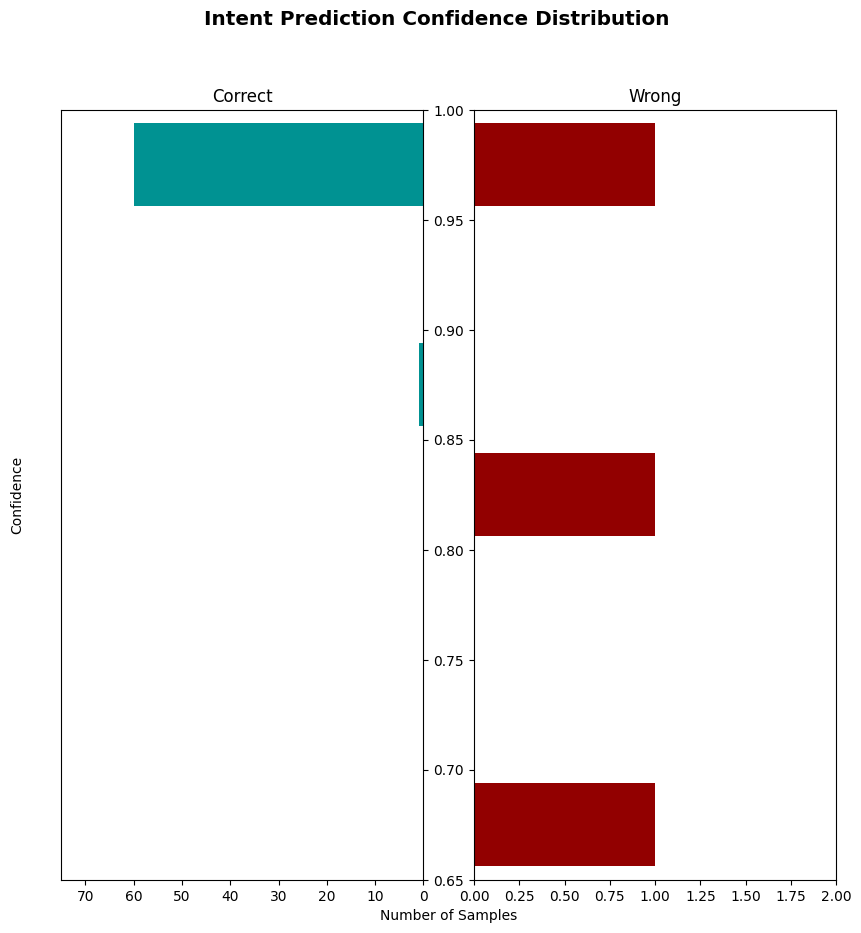 Intent Prediction Confidence Distribution
Correct
Wrong
1.00
0.95
0.90
0.85
0.80
0.75
0.70
0.65
Confidence
70 60 50 40 30 20 10 0
0.00 0.25 0.50 0.75 1.00 1.25 1.50 1.75 2.00
Number of Samples